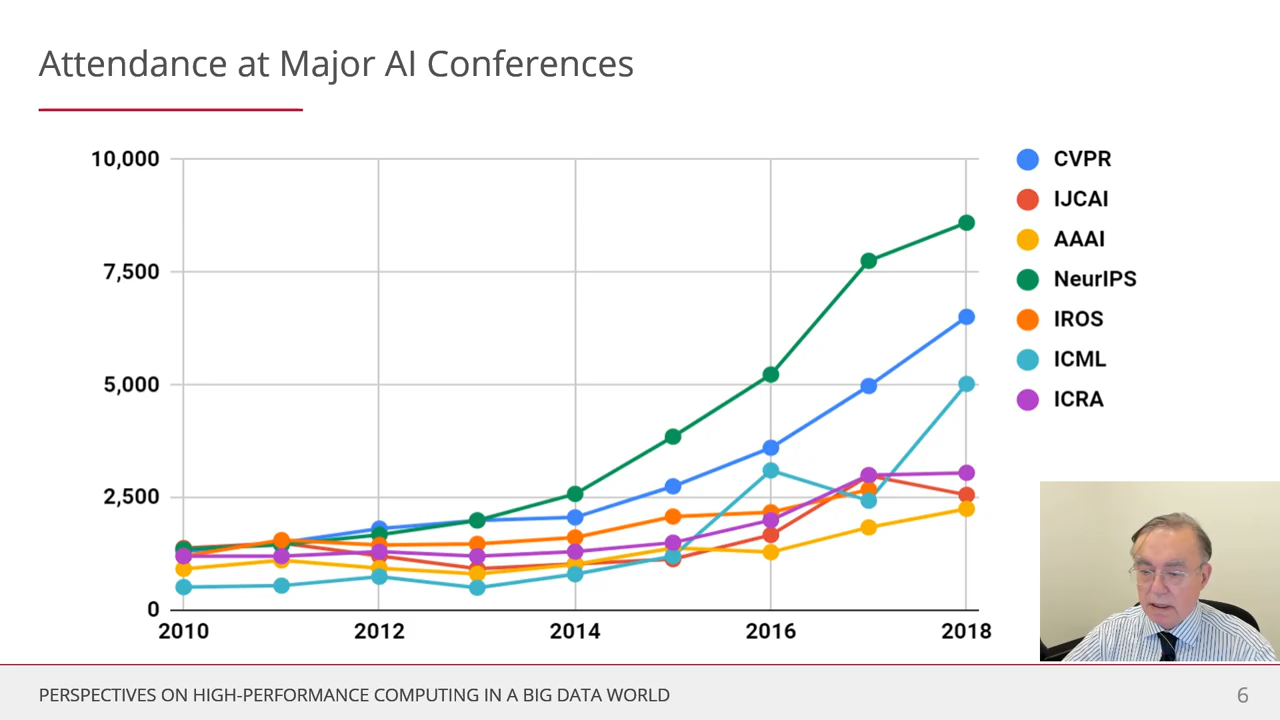 Attendance at Major AI Conferences
10,000
7,500
5,000
2,500
0
2010 2012 2014 2016 2018
CVPR
IJCAI
AAAI
NeurIPS
IROS
ICML
ICRA
PERSPECTIVES ON HIGH-PERFORMANCE COMPUTING IN A BIG DATA WORLD
6